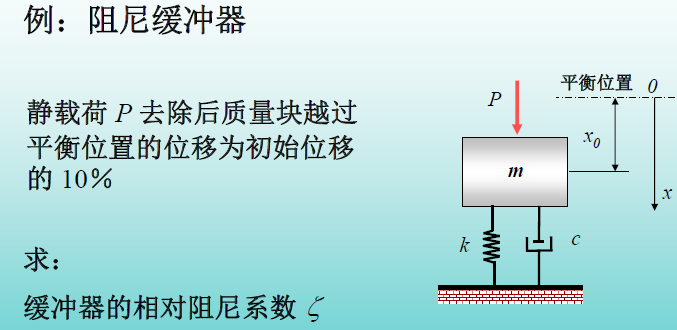 例：阻尼缓冲器
静载荷 P 去除后质量块越过
平衡位置的位移为初始位移
的 10％
求：
缓冲器的相对阻尼系数 ζ
平衡位置 0
P
x0
m
x
k
c